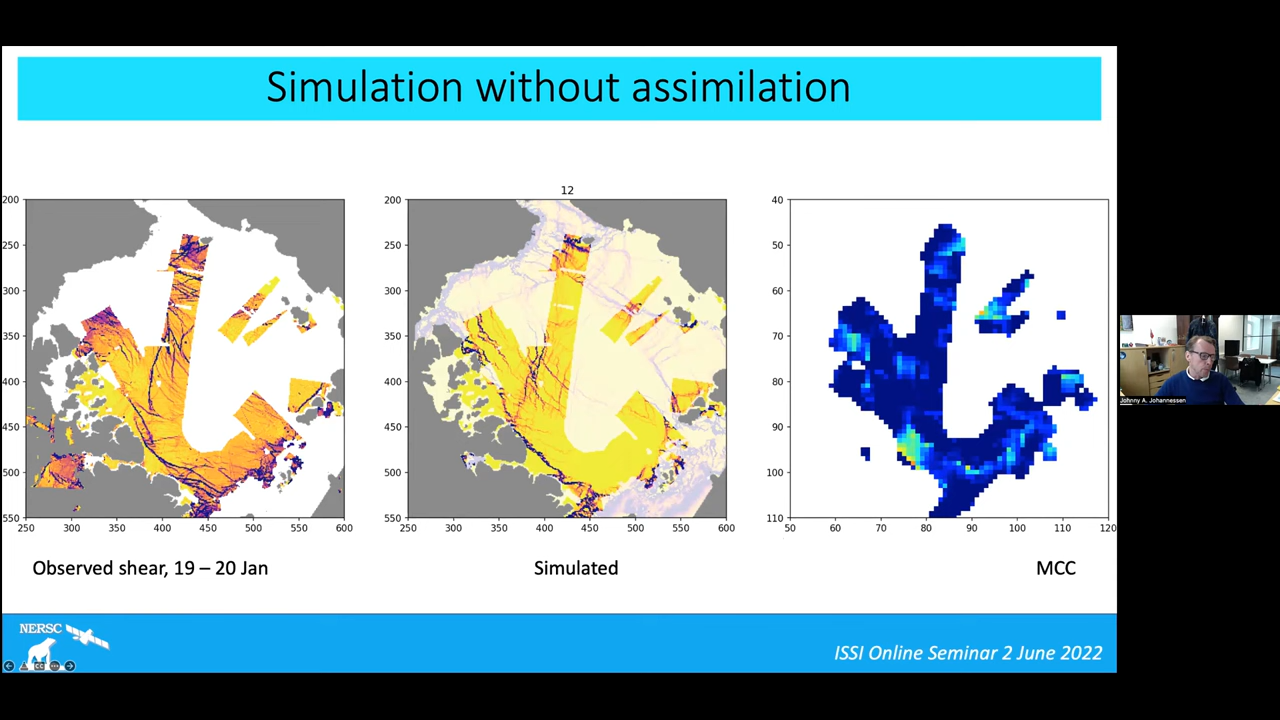 Simulation without assimilation
200
250
300
350
400
450
500
550
250 300 350 400 450 500 550 600
12
200
250
300
350
400
450
500
550
250 300 350 400 450 500 550 600
40
50
60
70
80
90
100
110
50 60 70 80 90 100 110 120
Observed shear, 19 – 20 Jan
Simulated
MCC
Johnny A. Johannessen
NERSC
ISSI Online Seminar 2 June 2022